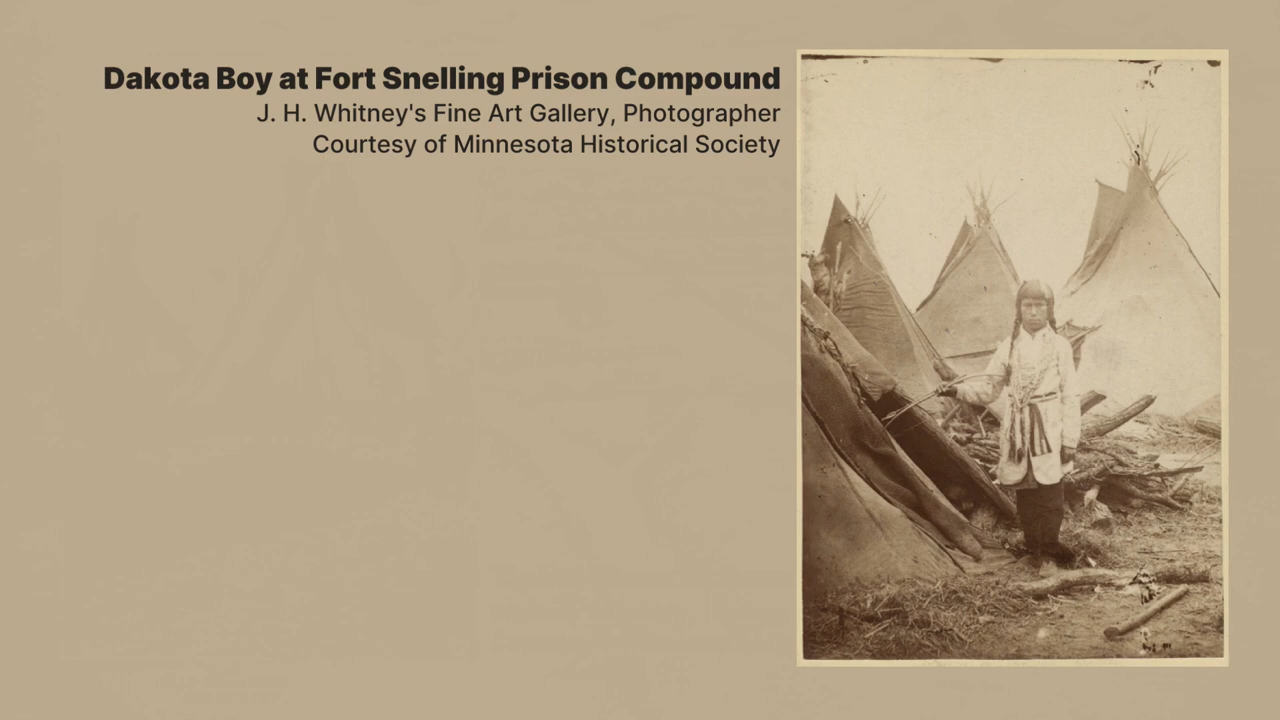 Dakota Boy at Fort Snelling Prison Compound
J. H. Whitney's Fine Art Gallery, Photographer
Courtesy of Minnesota Historical Society